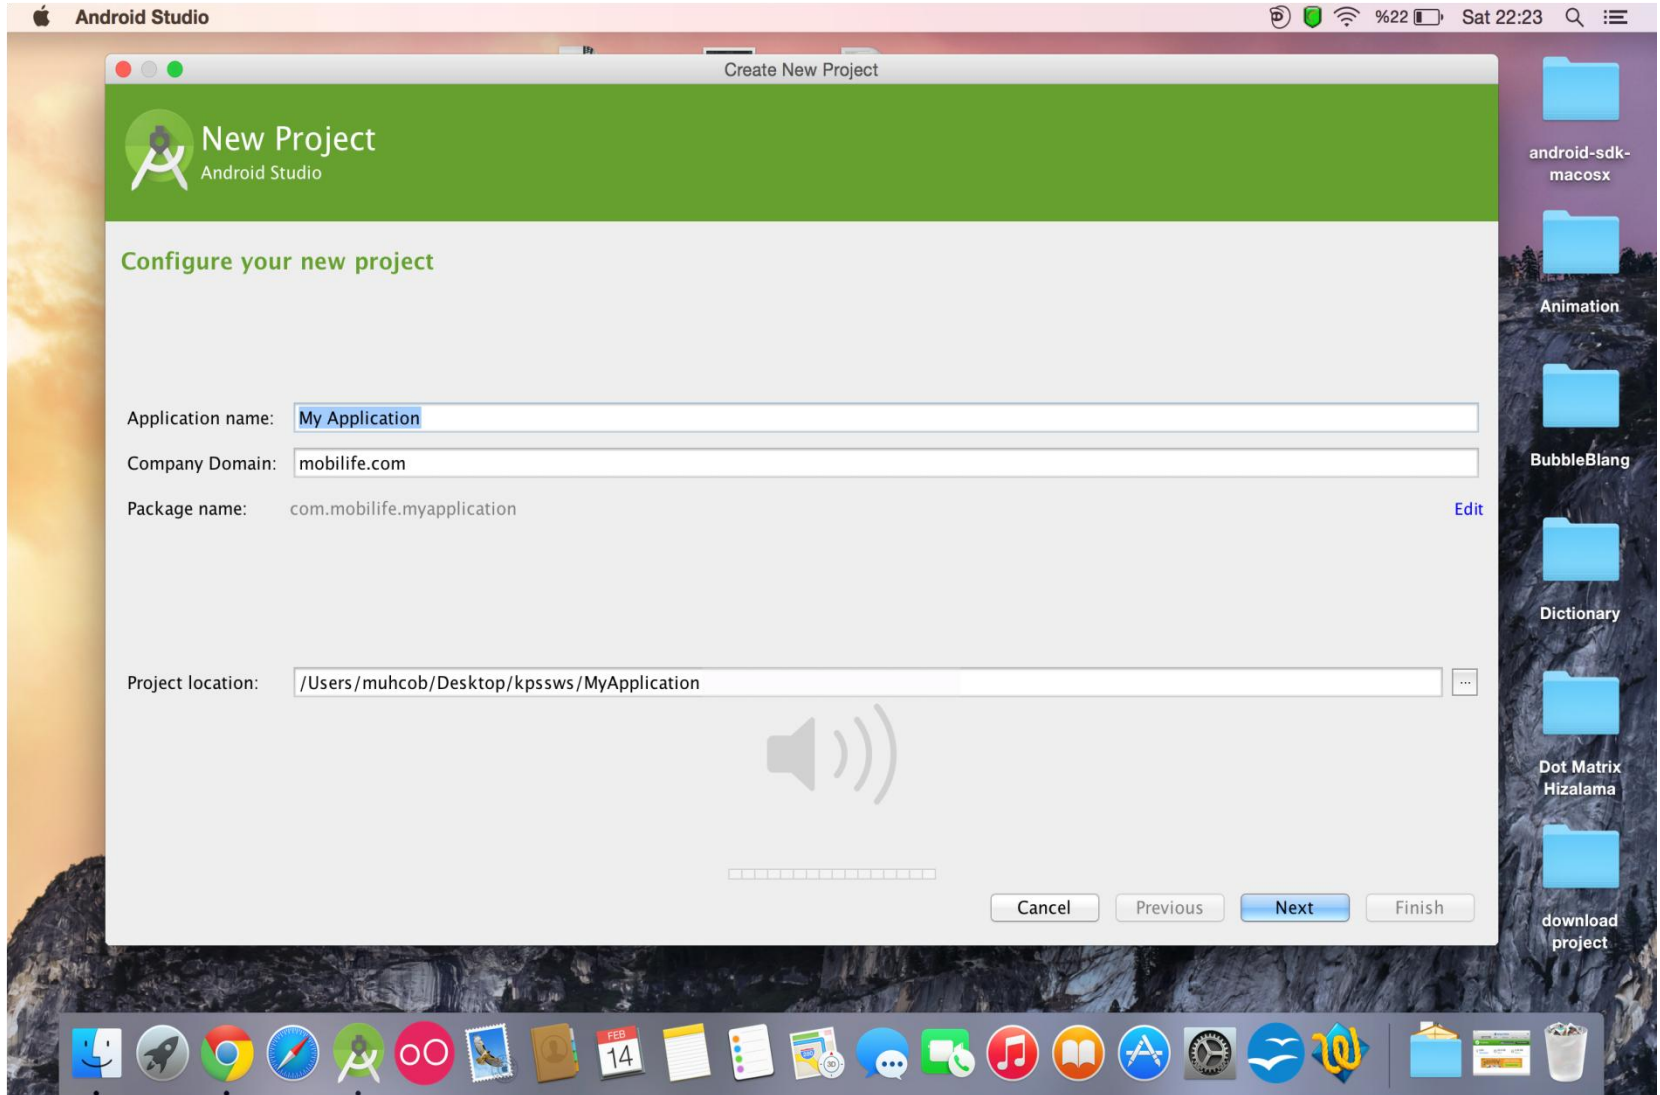 Android Studio
%22
Sat 22:23
Create New Project
New Project
Android Studio
Configure your new project
Application name:
My Application
Company Domain:
mobilife.com
Package name:
com.mobilife.myapplication
Edit
Project location:
/Users/muhcob/Desktop/kpssws/MyApplication
...
Cancel
Previous
Next
Finish
android-sdk-
macosx
Animation
BubbleBlang
Dictionary
Dot Matrix
Hizalama
download
project
FEB
14